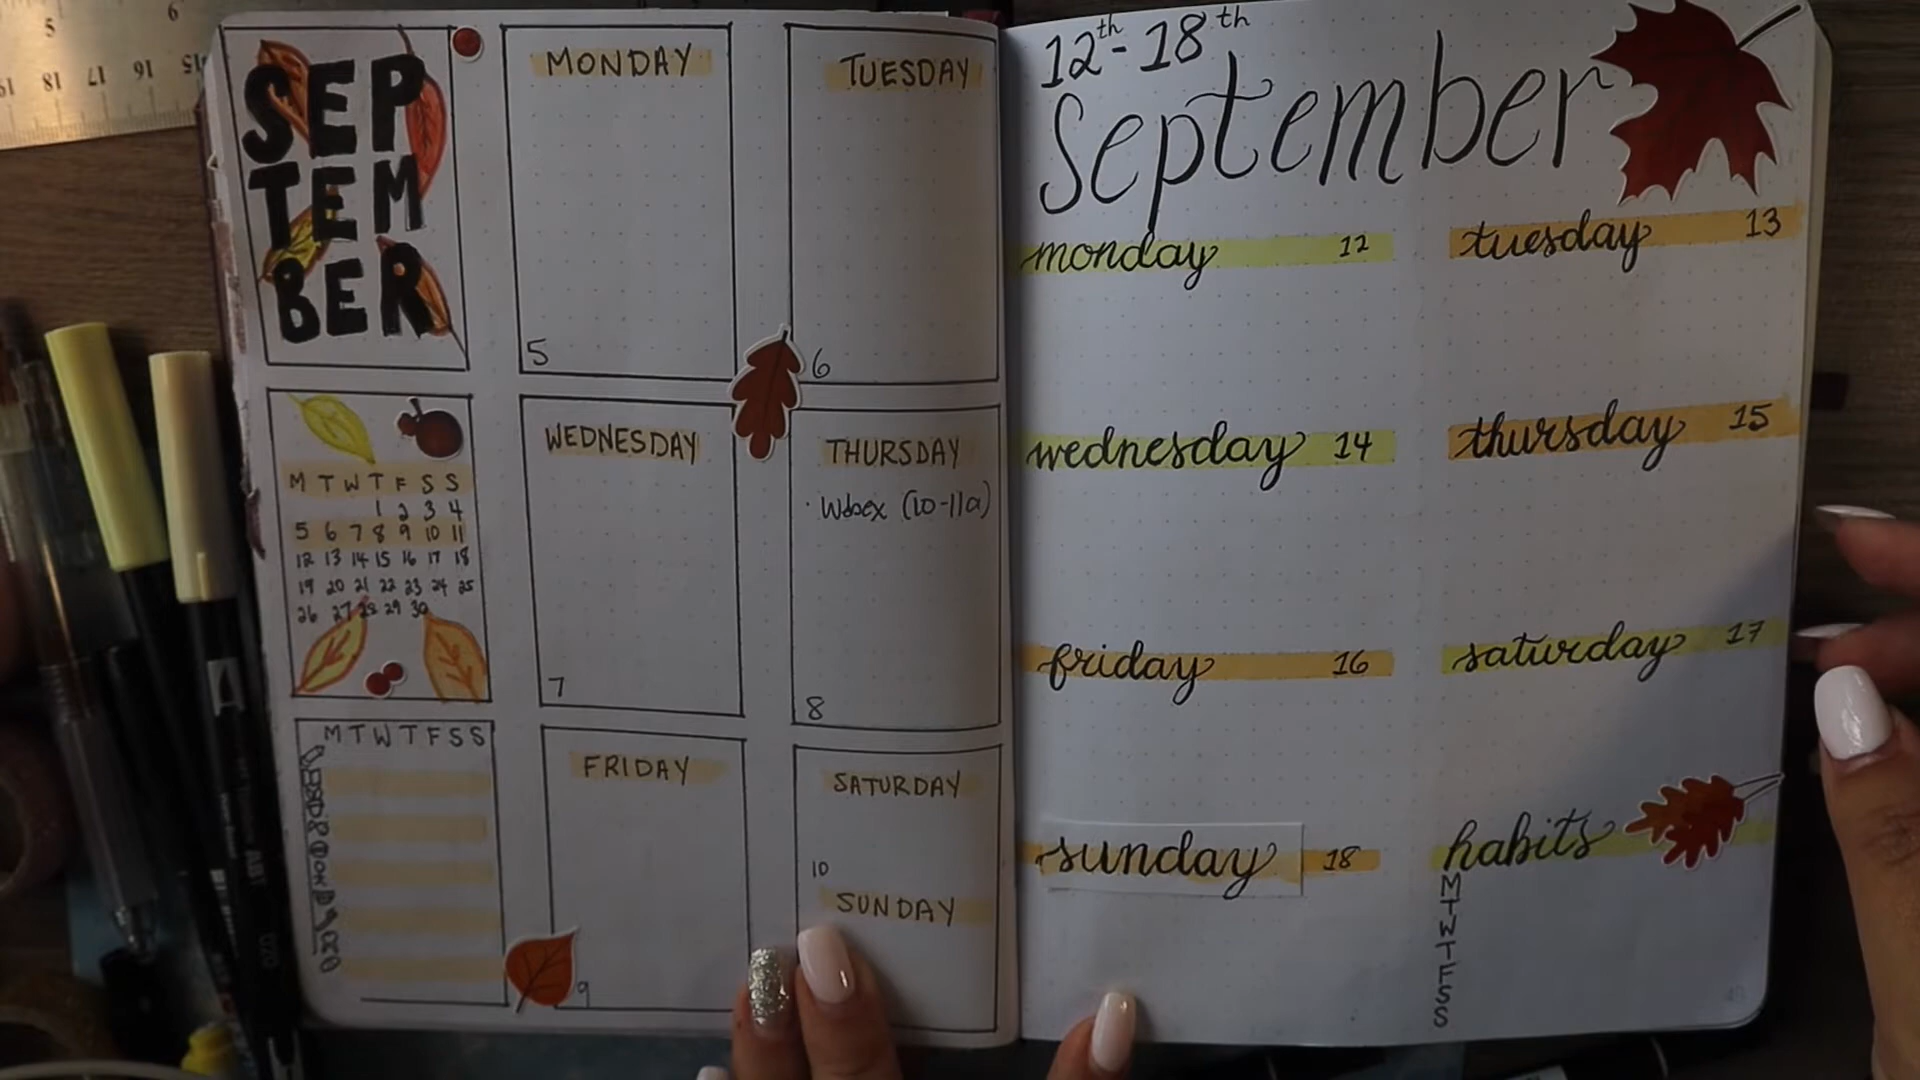 SEP
TEM
BER
M T W T F S S
1 2 3 4
5 6 7 8 9 10 11
12 13 14 15 16 17 18
19 20 21 22 23 24 25
26 27 28 29 30
M T W T F S S
MONDAY
5
TUESDAY
6
WEDNESDAY
7
THURSDAY
(10-11a)
8
FRIDAY
9
SATURDAY
10
SUNDAY
12th-18th
September
monday 12
tuesday 13
wednesday 14
thursday 15
friday 16
saturday 17
sunday 18
habits
M
T
W
T
F
S
S